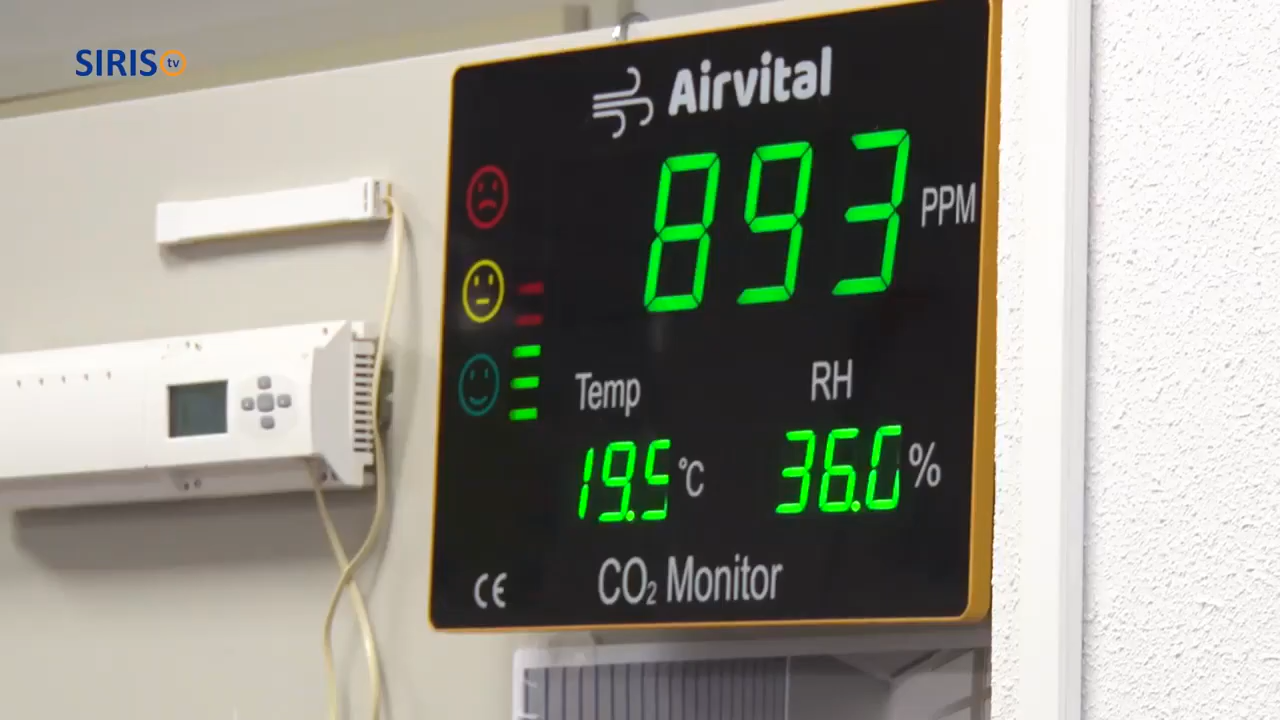 SIRIS tv
Airvital
893 PPM
Temp RH
19.5 °C 36.0 %
CE CO₂ Monitor